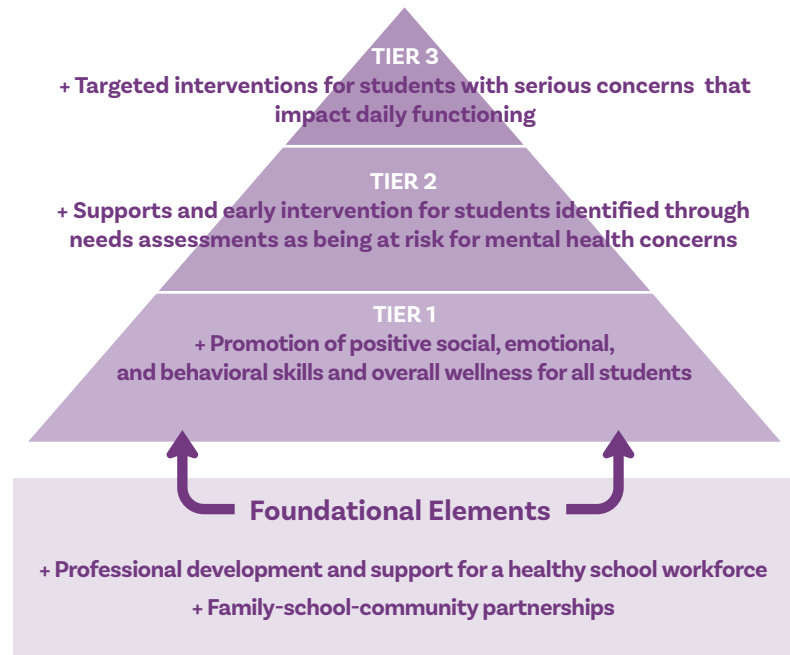 TIER 3
+ Targeted interventions for students with serious concerns that
impact daily functioning
TIER 2
+ Supports and early intervention for students identified through
needs assessments as being at risk for mental health concerns
TIER 1
+ Promotion of positive social, emotional,
and behavioral skills and overall wellness for all students
Foundational Elements
+ Professional development and support for a healthy school workforce
+ Family-school-community partnerships